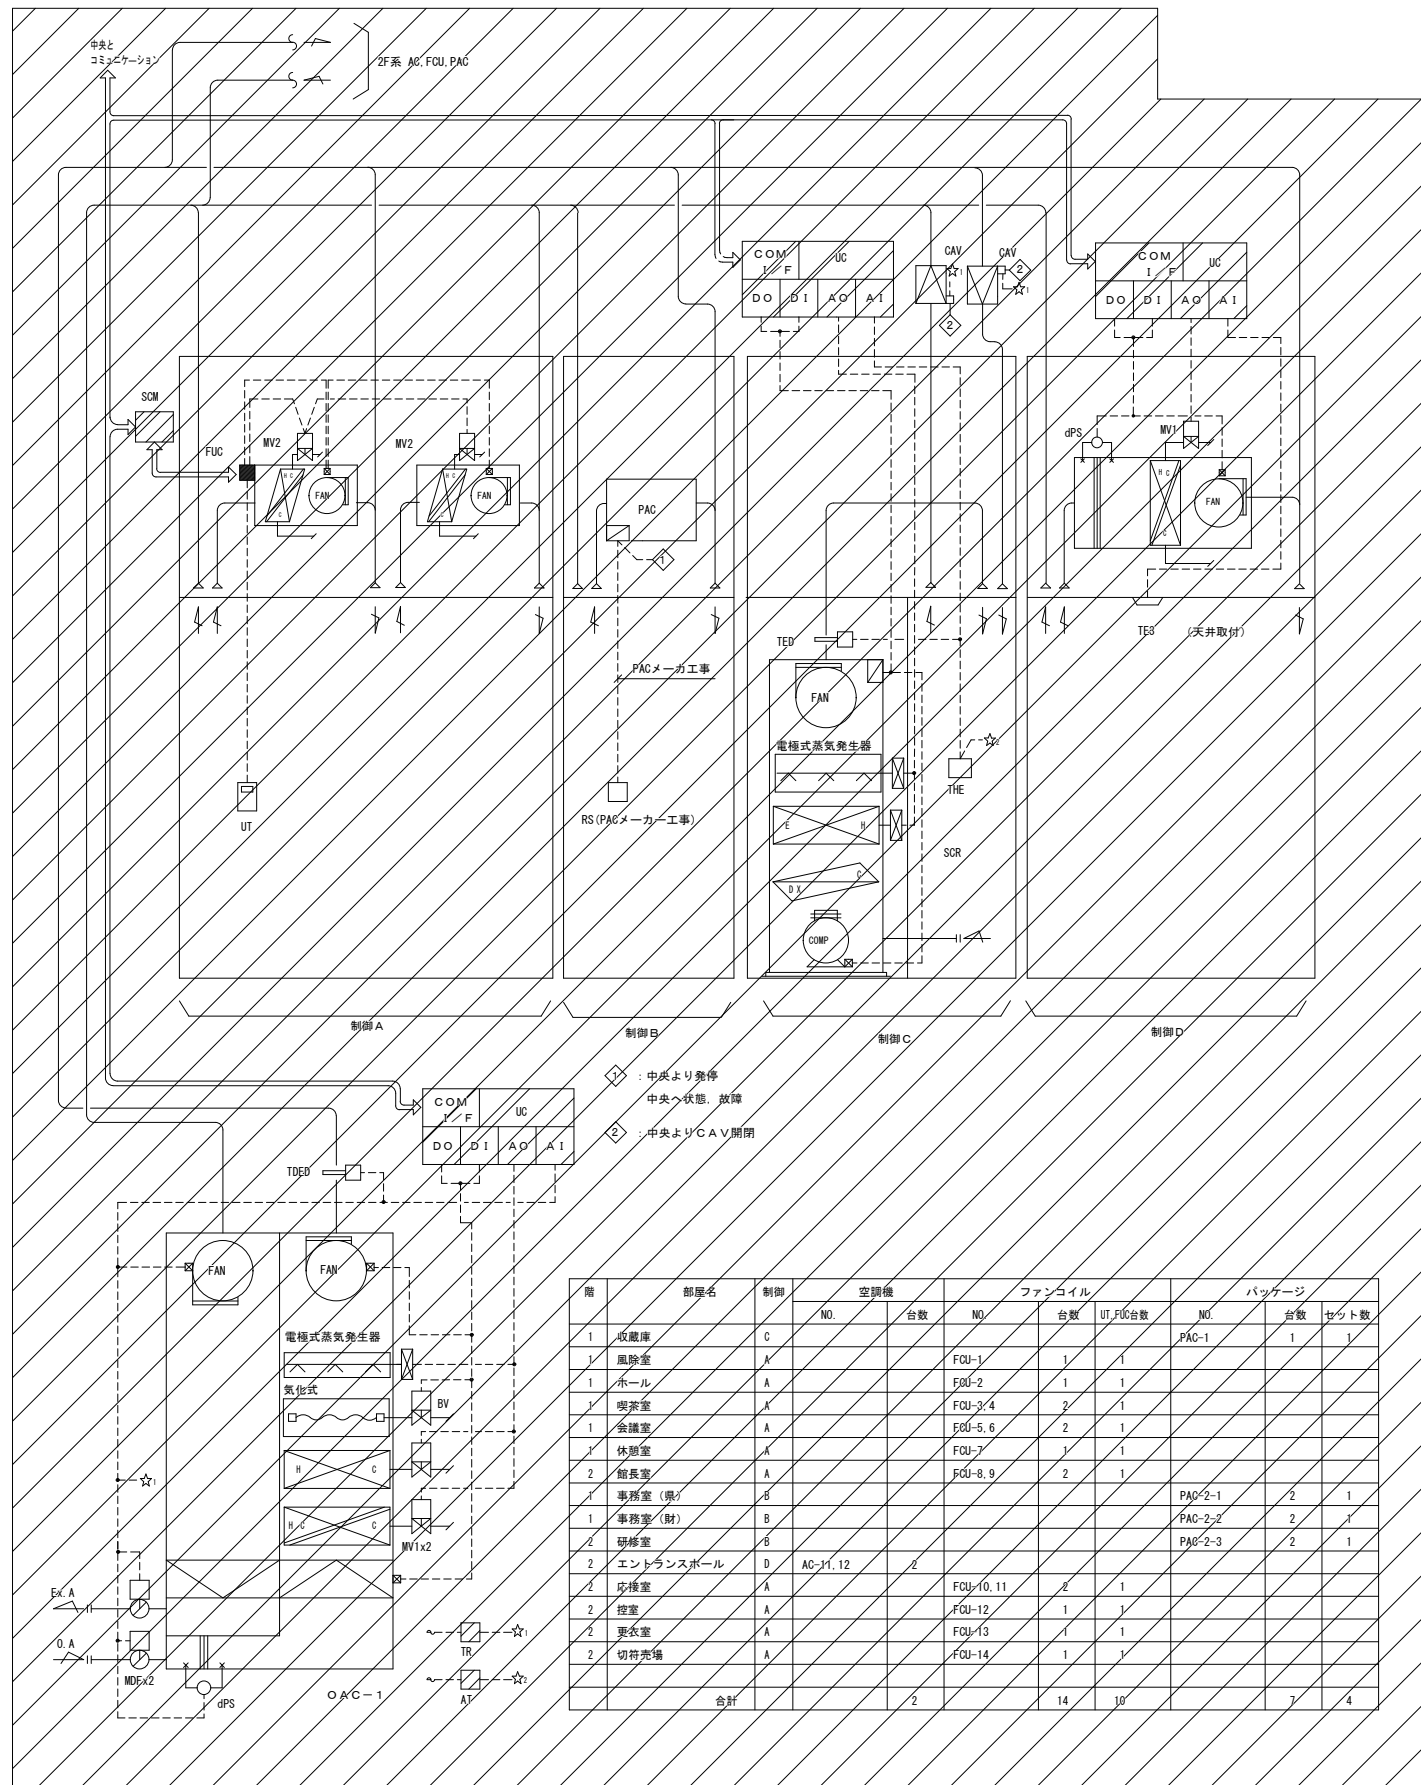 中央と
コミュニケーション
2F系 AC,FCU,PAC
COM I/F UC
DO DI AO AI
CAV
CAV
1
2
1
2
COM I/F UC
DO DI AO AI
SCM
FUC
MV2
MV2
H C
FAN
C
H C
FAN
C
UT
PAC
1
PACメーカ工事
RS(PACメーカー工事)
TED
FAN
電極式蒸気発生器
E H
DX C
COMP
2
THE
SCR
dPS
MV1
H C
FAN
C
TE3 (天井取付)
制御A
制御B
制御C
制御D
1 :中央より発停
中央へ状態,故障
2 :中央よりCAV開閉
COM I/F UC
DO DI AO AI
TDED
FAN
FAN
電極式蒸気発生器
気化式
BV
H C
H C C
MV1x2
1
Ex.A
O.A
MDFx2
dPS
OAC-1
TR
1
AT
2
階 部屋名 制御 空調機 ファンコイル パッケージ
NO. 台数 NO. 台数 UT,FUC台数 NO. 台数 セット数
1 収蔵庫 C PAC-1 1 1
1 風除室 A FCU-1 1 1
1 ホール A FCU-2 1 1
1 喫茶室 A FCU-3,4 2 1
1 会議室 A FCU-5,6 2 1
1 休憩室 A FCU-7 1 1
2 館長室 A FCU-8,9 2 1
1 事務室(県) B PAC-2-1 2 1
1 事務室(財) B PAC-2-2 2 1
2 研修室 B PAC-2-3 2 1
2 エントランスホール D AC-11,12 2
2 応接室 A FCU-10,11 2 1
2 控室 A FCU-12 1 1
2 更衣室 A FCU-13 1 1
2 切符売場 A FCU-14 1 1
合計 2 14 10 7 4